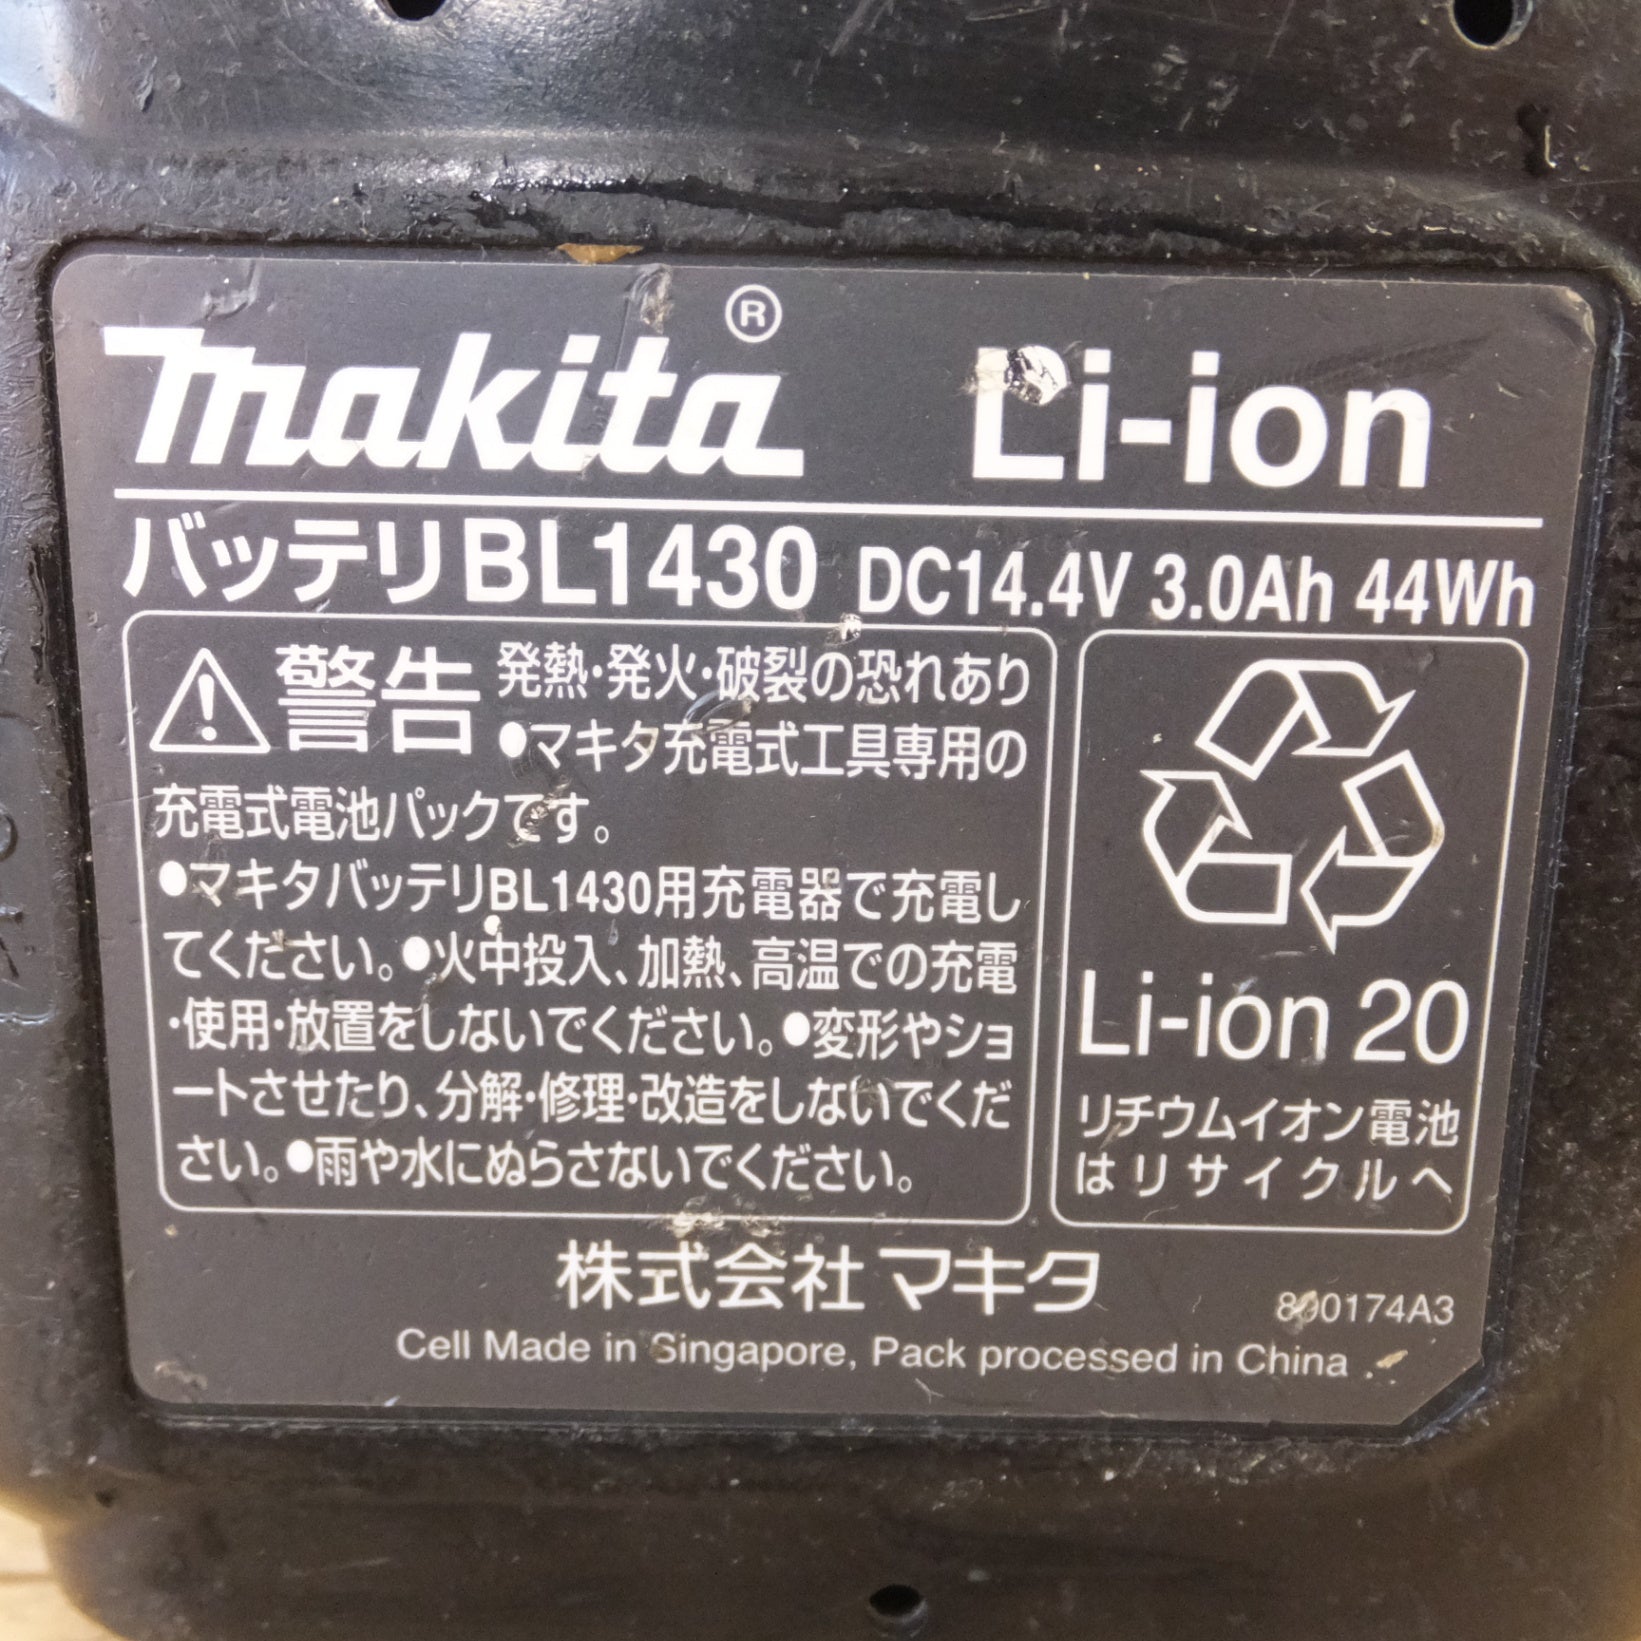 makita® Li-ion
バッテリBL1430 DC14.4V 3.0Ah 44Wh
警告 発熱・発火・破裂の恐れあり
●マキタ充電式工具専用の
充電式電池パックです。
●マキタバッテリBL1430用充電器で充電し
てください。●火中投入、加熱、高温での充電
・使用・放置をしないでください。●変形やショ
ートさせたり、分解・修理・改造をしないでくだ
さい。●雨や水にぬらさないでください。
Li-ion 20
リチウムイオン電池
はリサイクルへ
株式会社マキタ
800174A3
Cell Made in Singapore, Pack processed in China